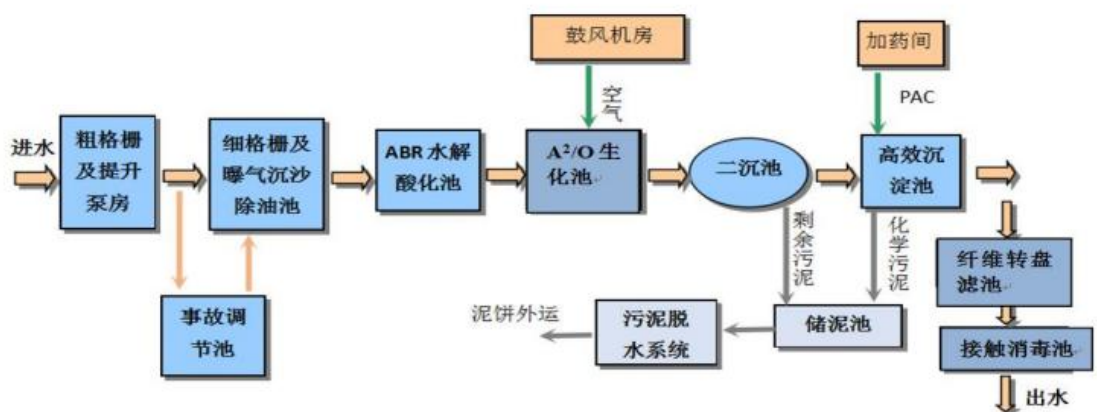 鼓风机房
加药间
空气
PAC
进水
粗格栅
及提升
泵房
细格栅及
曝气沉沙
除油池
ABR 水解
酸化池
A²/O 生
化池
二沉池
高效沉
淀池
剩余污泥
化学污泥
纤维转盘
滤池
事故调
节池
泥饼外运
污泥脱
水系统
储泥池
接触消毒池
出水